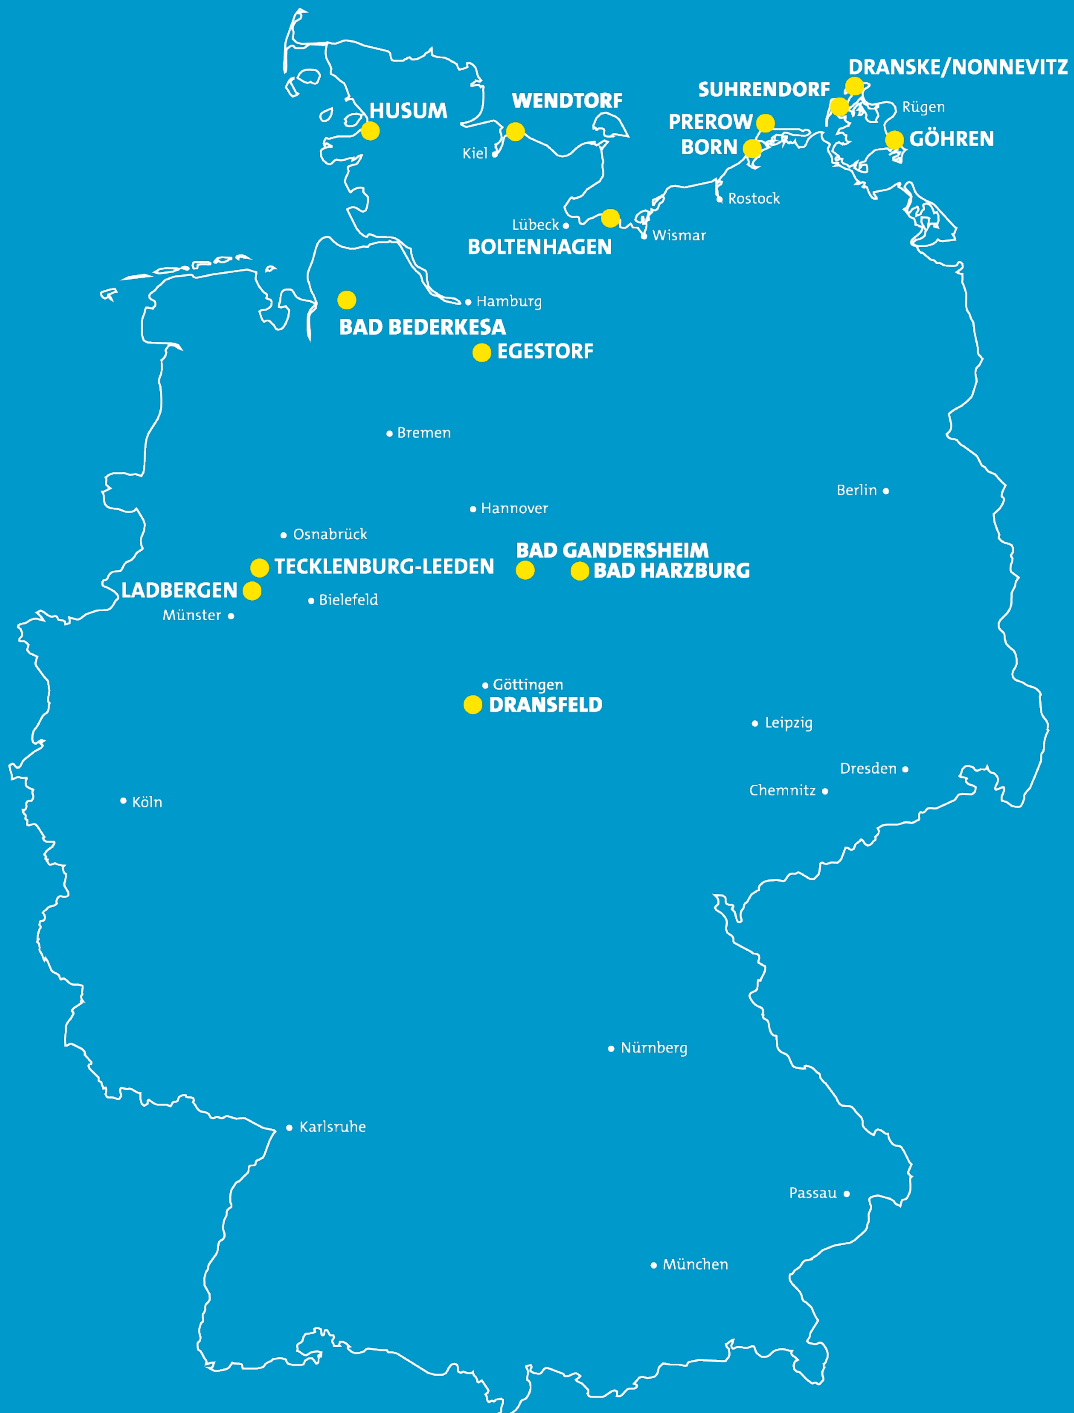 DRANSKE/NONNEVITZ
SUHRENDORF
WENDTORF
Rügen
HUSUM
PREROW
GÖHREN
BORN
Kiel
Rostock
Lübeck
Wismar
BOLTENHAGEN
Hamburg
BAD BEDERKESA
EGESTORF
Bremen
Berlin
Hannover
Osnabrück
BAD GANDERSHEIM
TECKLENBURG-LEEDEN
BAD HARZBURG
LADBERGEN
Bielefeld
Münster
Göttingen
DRANSFELD
Leipzig
Dresden
Chemnitz
Köln
Nürnberg
Karlsruhe
Passau
München